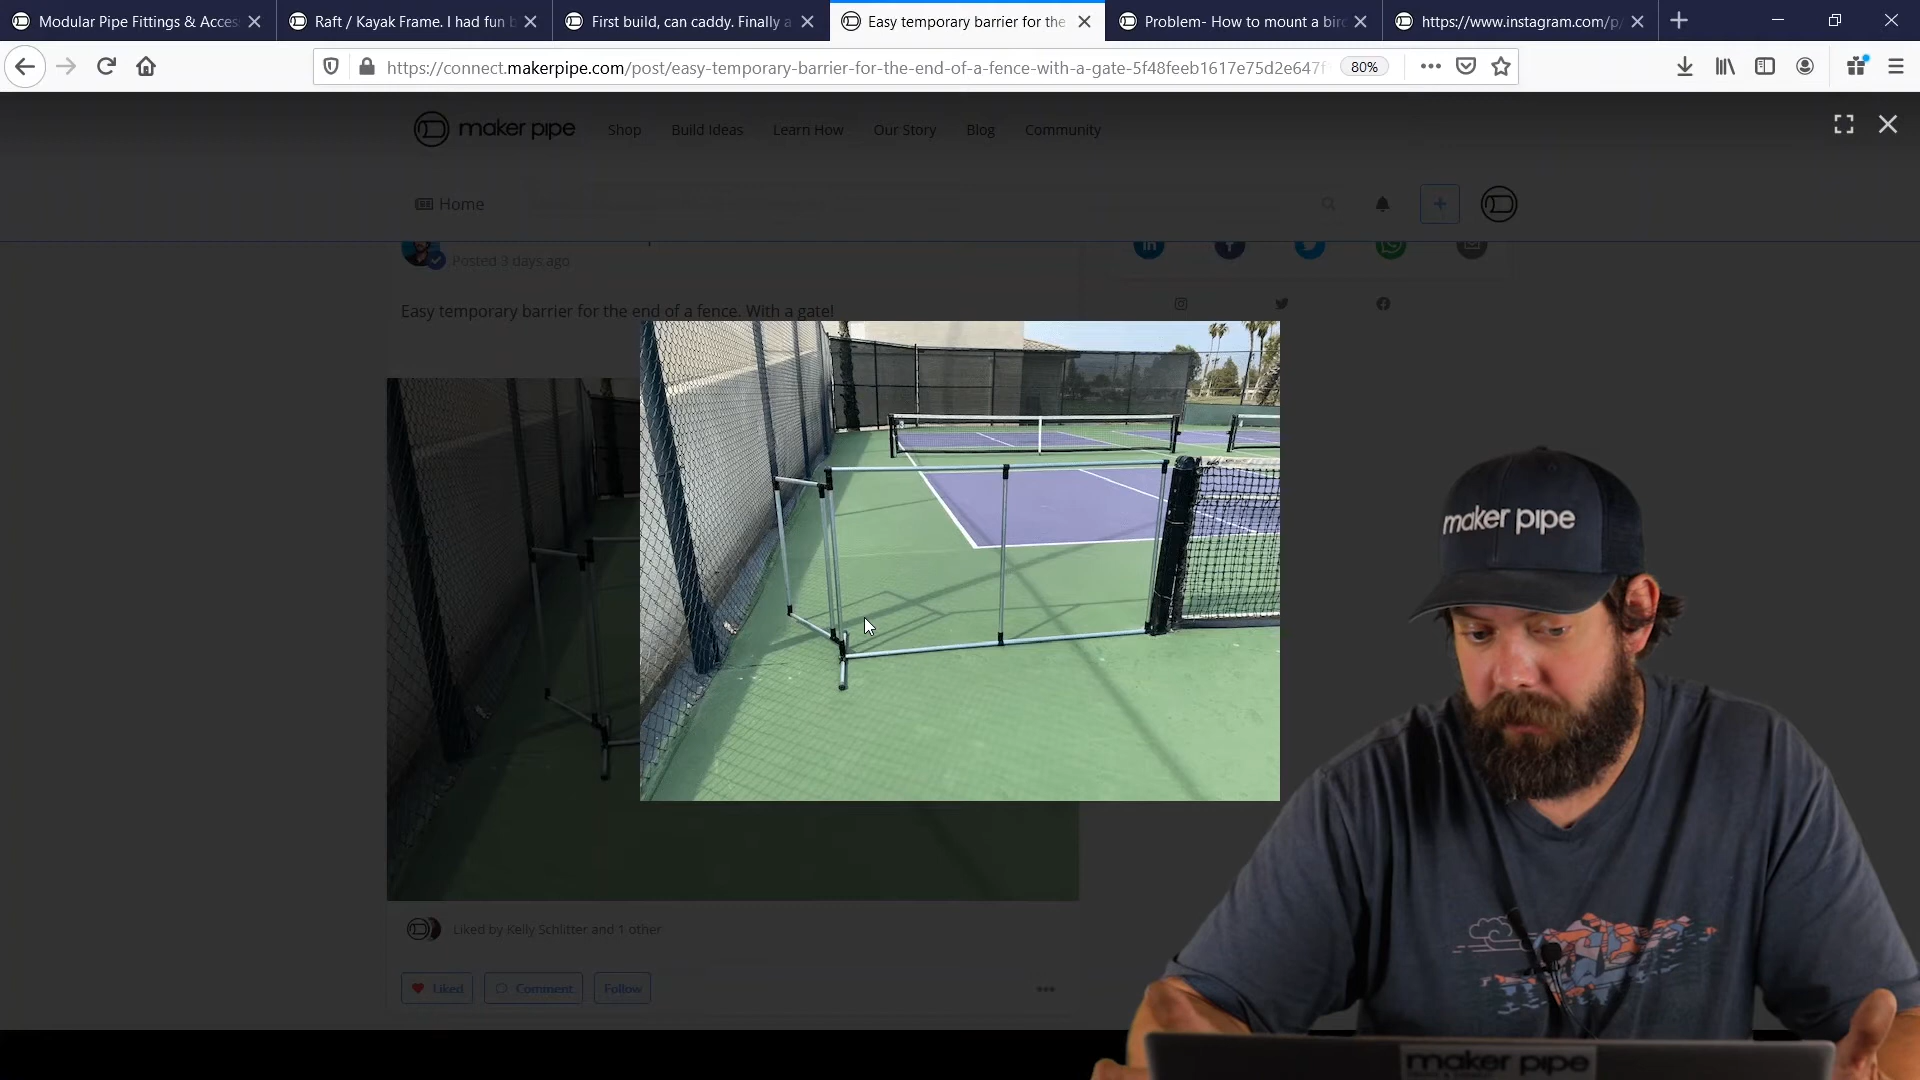 Modular Pipe Fittings & Acces
Raft / Kayak Frame. I had fun b
First build, can caddy. Finally a
Easy temporary barrier for the
Problem- How to mount a bird
https://www.instagram.com/p/
https://connect.makerpipe.com/post/easy-temporary-barrier-for-the-end-of-a-fence-with-a-gate-5f48feeb1617e75d2e647f
80%
maker pipe
Shop
Build Ideas
Learn How
Our Story
Blog
Community
Home
Posted 3 days ago
Easy temporary barrier for the end of a fence. With a gate!
maker pipe
Liked by Kelly Schlitter and 1 other
Liked
Comment
Follow
maker pipe